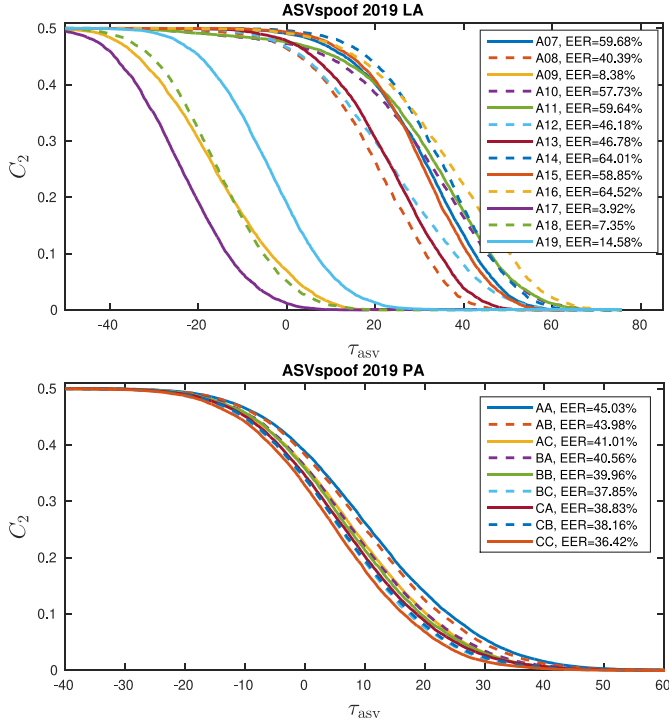 ASVspoof 2019 LA
0.5
0.4
0.3
0.2
0.1
0
C2
-40
-20
0
20
40
60
80
τasv
A07, EER=59.68%
A08, EER=40.39%
A09, EER=8.38%
A10, EER=57.73%
A11, EER=59.64%
A12, EER=46.18%
A13, EER=46.78%
A14, EER=64.01%
A15, EER=58.85%
A16, EER=64.52%
A17, EER=3.92%
A18, EER=7.35%
A19, EER=14.58%
ASVspoof 2019 PA
0.5
0.4
0.3
0.2
0.1
0
C2
-40
-30
-20
-10
0
10
20
30
40
50
60
τasv
AA, EER=45.03%
AB, EER=43.98%
AC, EER=41.01%
BA, EER=40.56%
BB, EER=39.96%
BC, EER=37.85%
CA, EER=38.83%
CB, EER=38.16%
CC, EER=36.42%